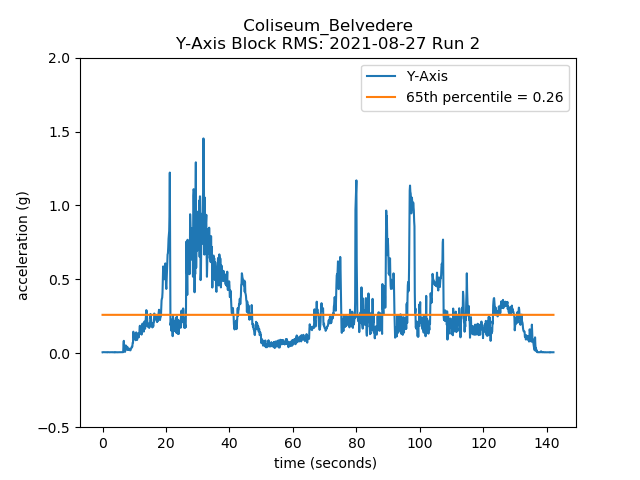 Coliseum_Belvedere
Y-Axis Block RMS: 2021-08-27 Run 2
2.0
1.5
1.0
0.5
0.0
−0.5
acceleration (g)
Y-Axis
65th percentile = 0.26
0 20 40 60 80 100 120 140
time (seconds)